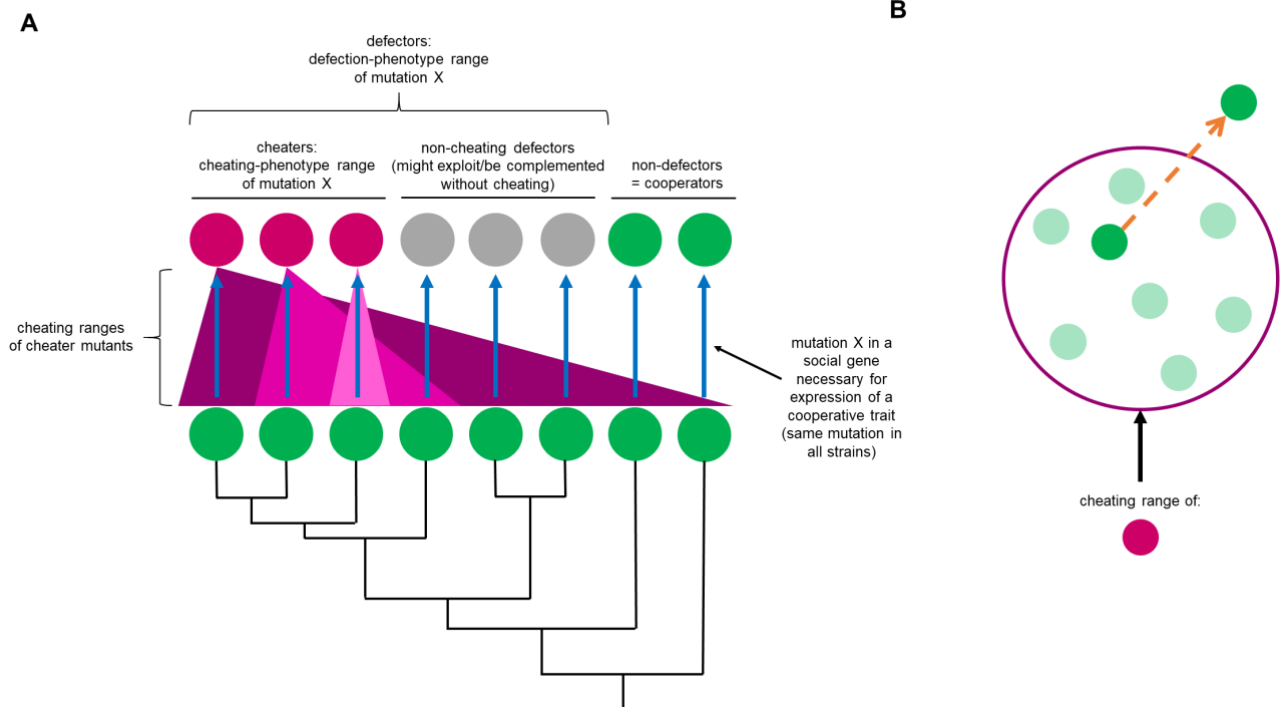 A
B
defectors:
defection-phenotype range
of mutation X
cheaters:
cheating-phenotype range
of mutation X
non-cheating defectors
(might exploit/be complemented
without cheating)
non-defectors
= cooperators
cheating ranges
of cheater mutants
mutation X in a
social gene
necessary for
expression of a
cooperative trait
(same mutation in
all strains)
cheating range of: